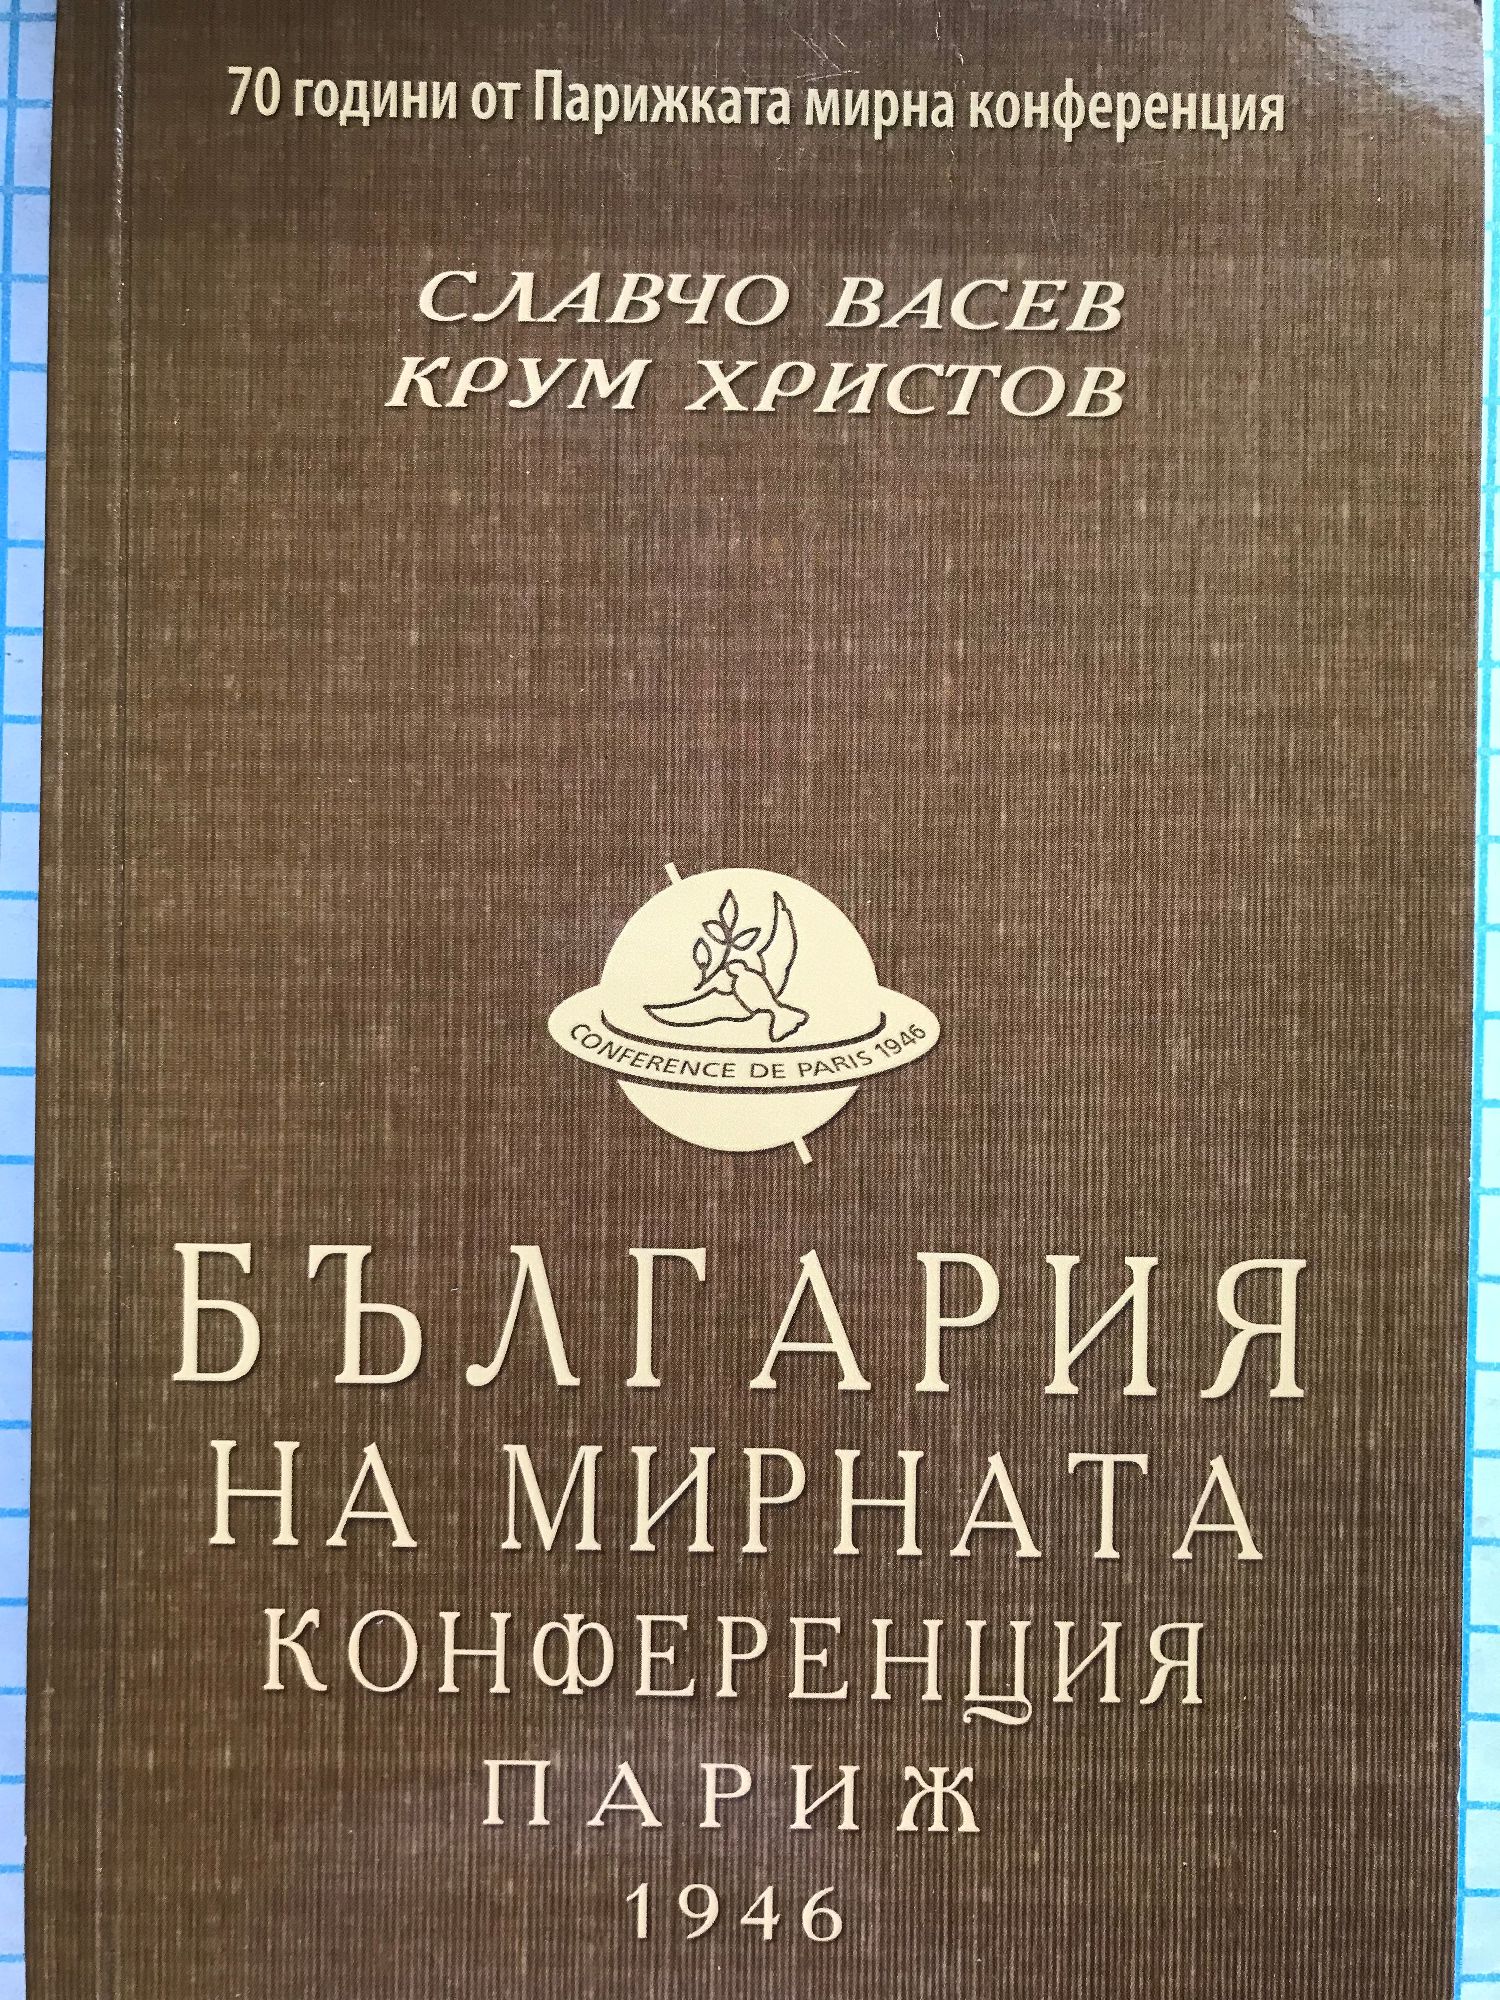 70 години от Парижката мирна конференция
СЛАВЧО ВАСЕВ
КРУМ ХРИСТОВ
CONFERENCE DE PARIS 1946
БЪЛГАРИЯ
НА МИРНАТА
КОНФЕРЕНЦИЯ
ПАРИЖ
1946